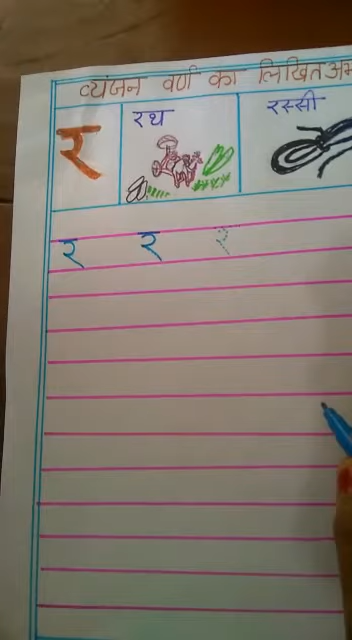 व्यंजन वर्ण का लिखित
र रथ रस्सी
र र र